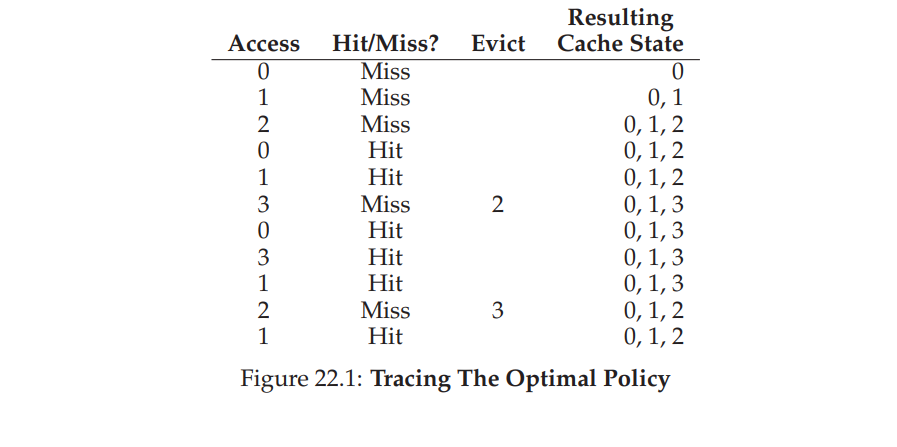 Resulting
Access Hit/Miss? Evict Cache State
0 Miss 0
1 Miss 0, 1
2 Miss 0, 1, 2
0 Hit 0, 1, 2
1 Hit 0, 1, 2
3 Miss 2 0, 1, 3
0 Hit 0, 1, 3
3 Hit 0, 1, 3
1 Hit 0, 1, 3
2 Miss 3 0, 1, 2
1 Hit 0, 1, 2
Figure 22.1: Tracing The Optimal Policy